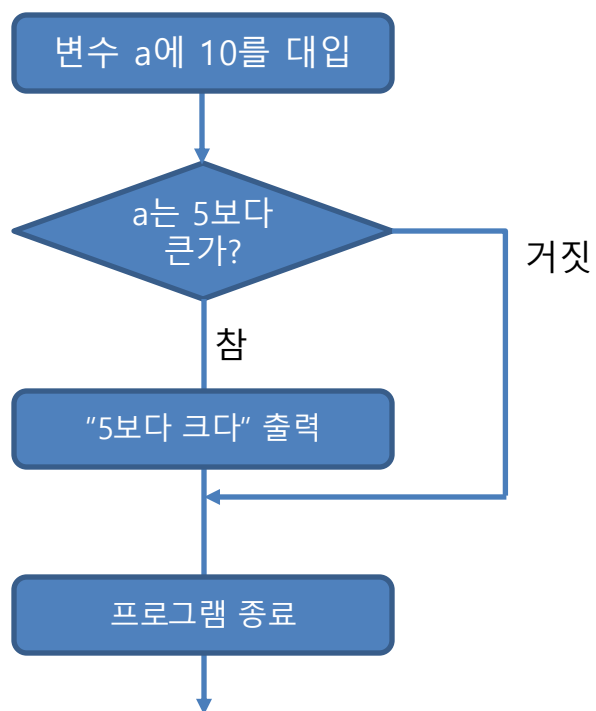 변수 a에 10를 대입
a는 5보다
큰가?
거짓
참
"5보다 크다" 출력
프로그램 종료